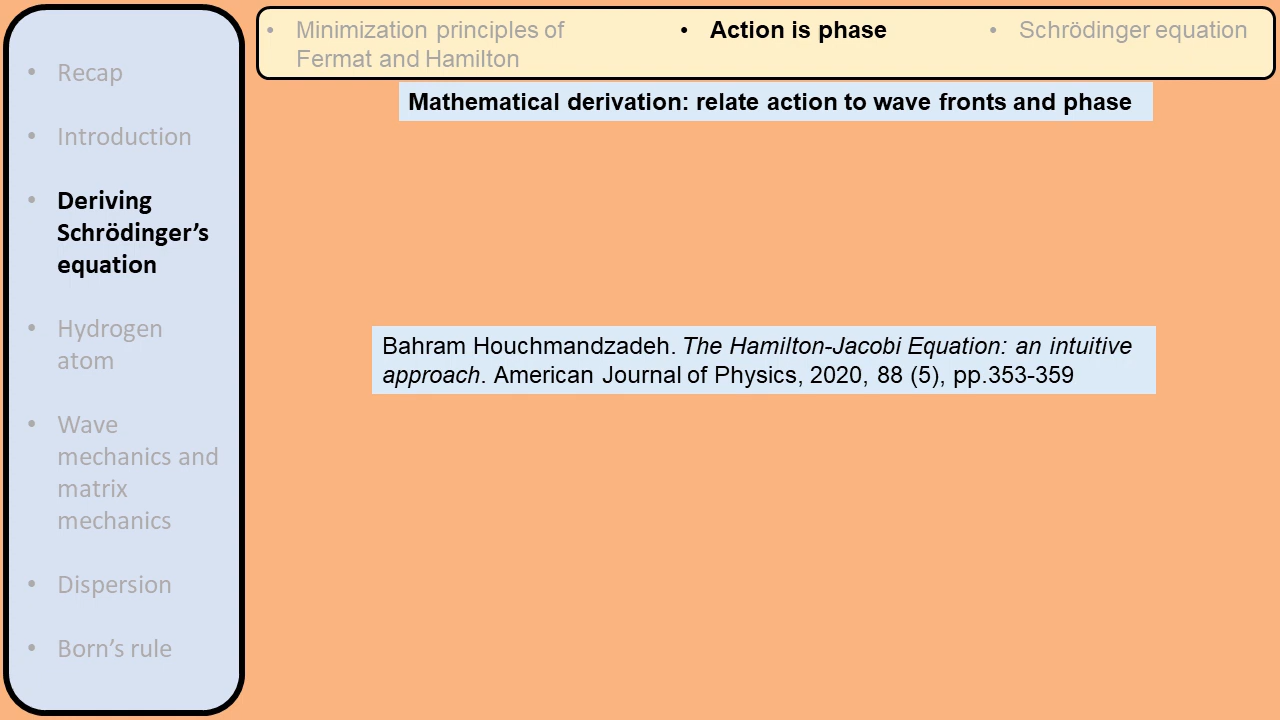 • Recap
• Introduction
• Deriving
Schrödinger’s
equation
• Hydrogen
atom
• Wave
mechanics and
matrix
mechanics
• Dispersion
• Born’s rule
• Minimization principles of
Fermat and Hamilton
• Action is phase
• Schrödinger equation
Mathematical derivation: relate action to wave fronts and phase
Bahram Houchmandzadeh. The Hamilton-Jacobi Equation: an intuitive
approach. American Journal of Physics, 2020, 88 (5), pp.353-359